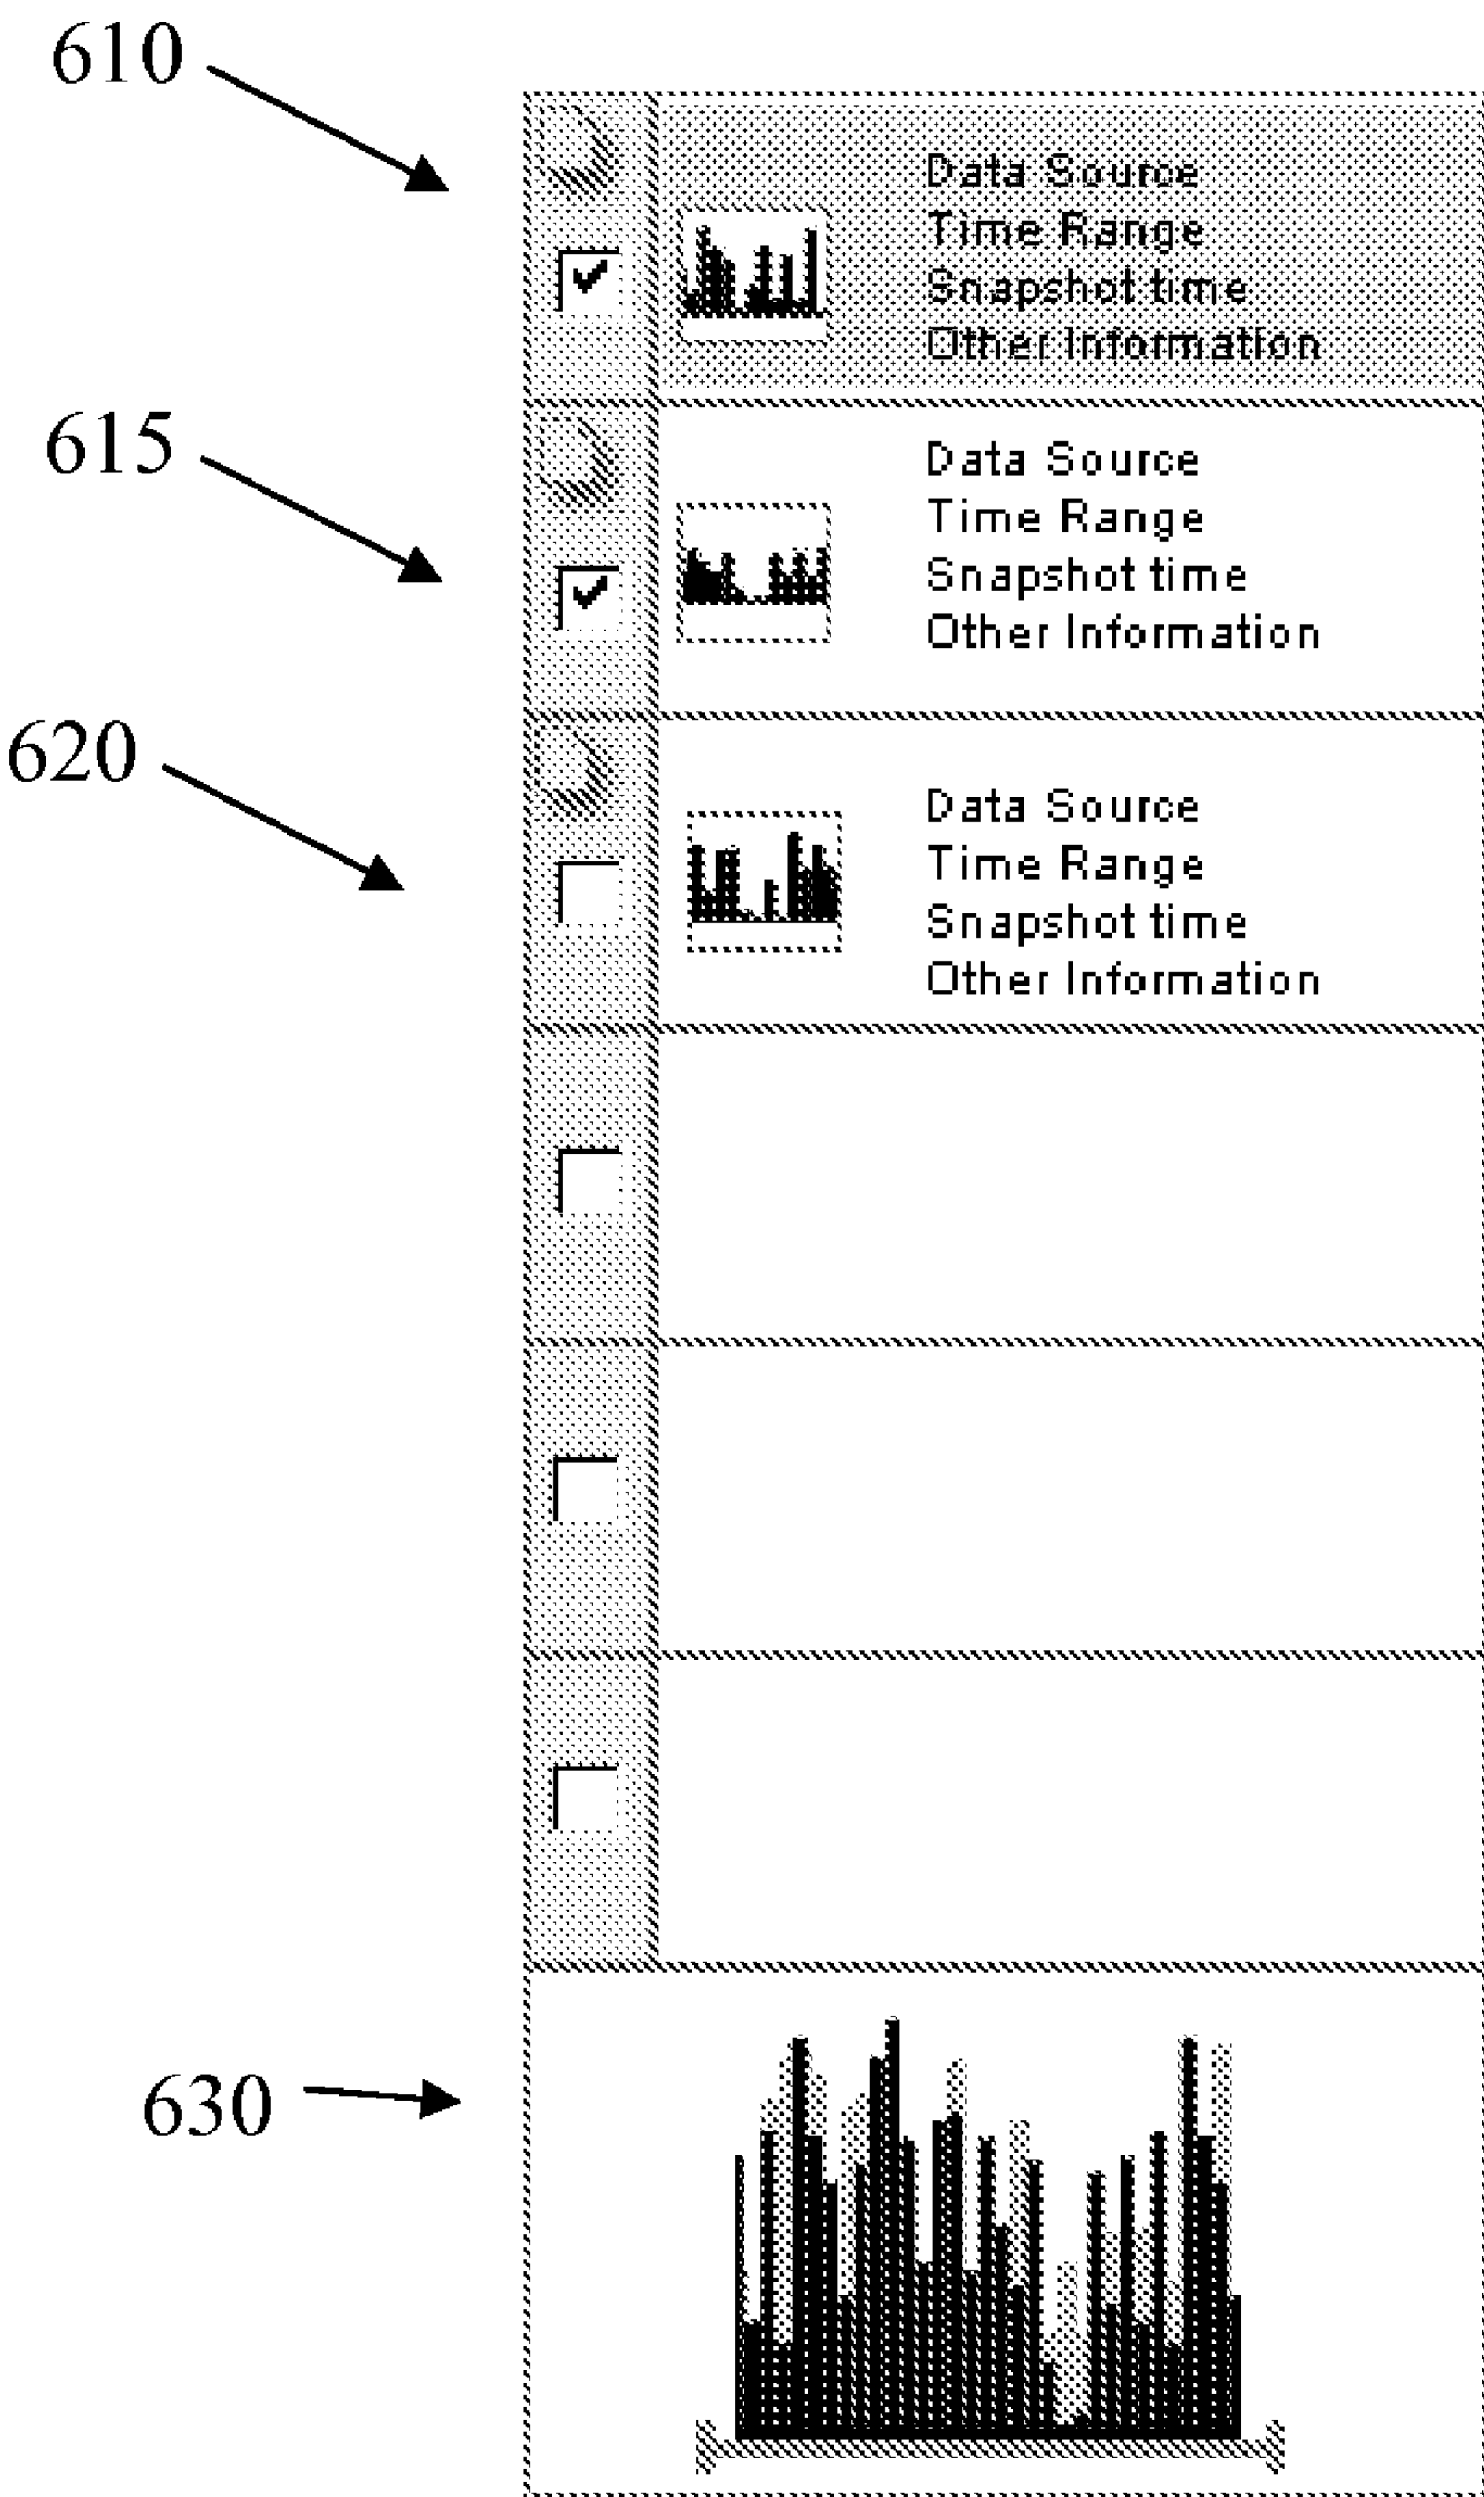 610
Data Source
Time Range
Snapshot time
Other Information
615
Data Source
Time Range
Snapshot time
Other Information
620
Data Source
Time Range
Snapshot time
Other Information
630